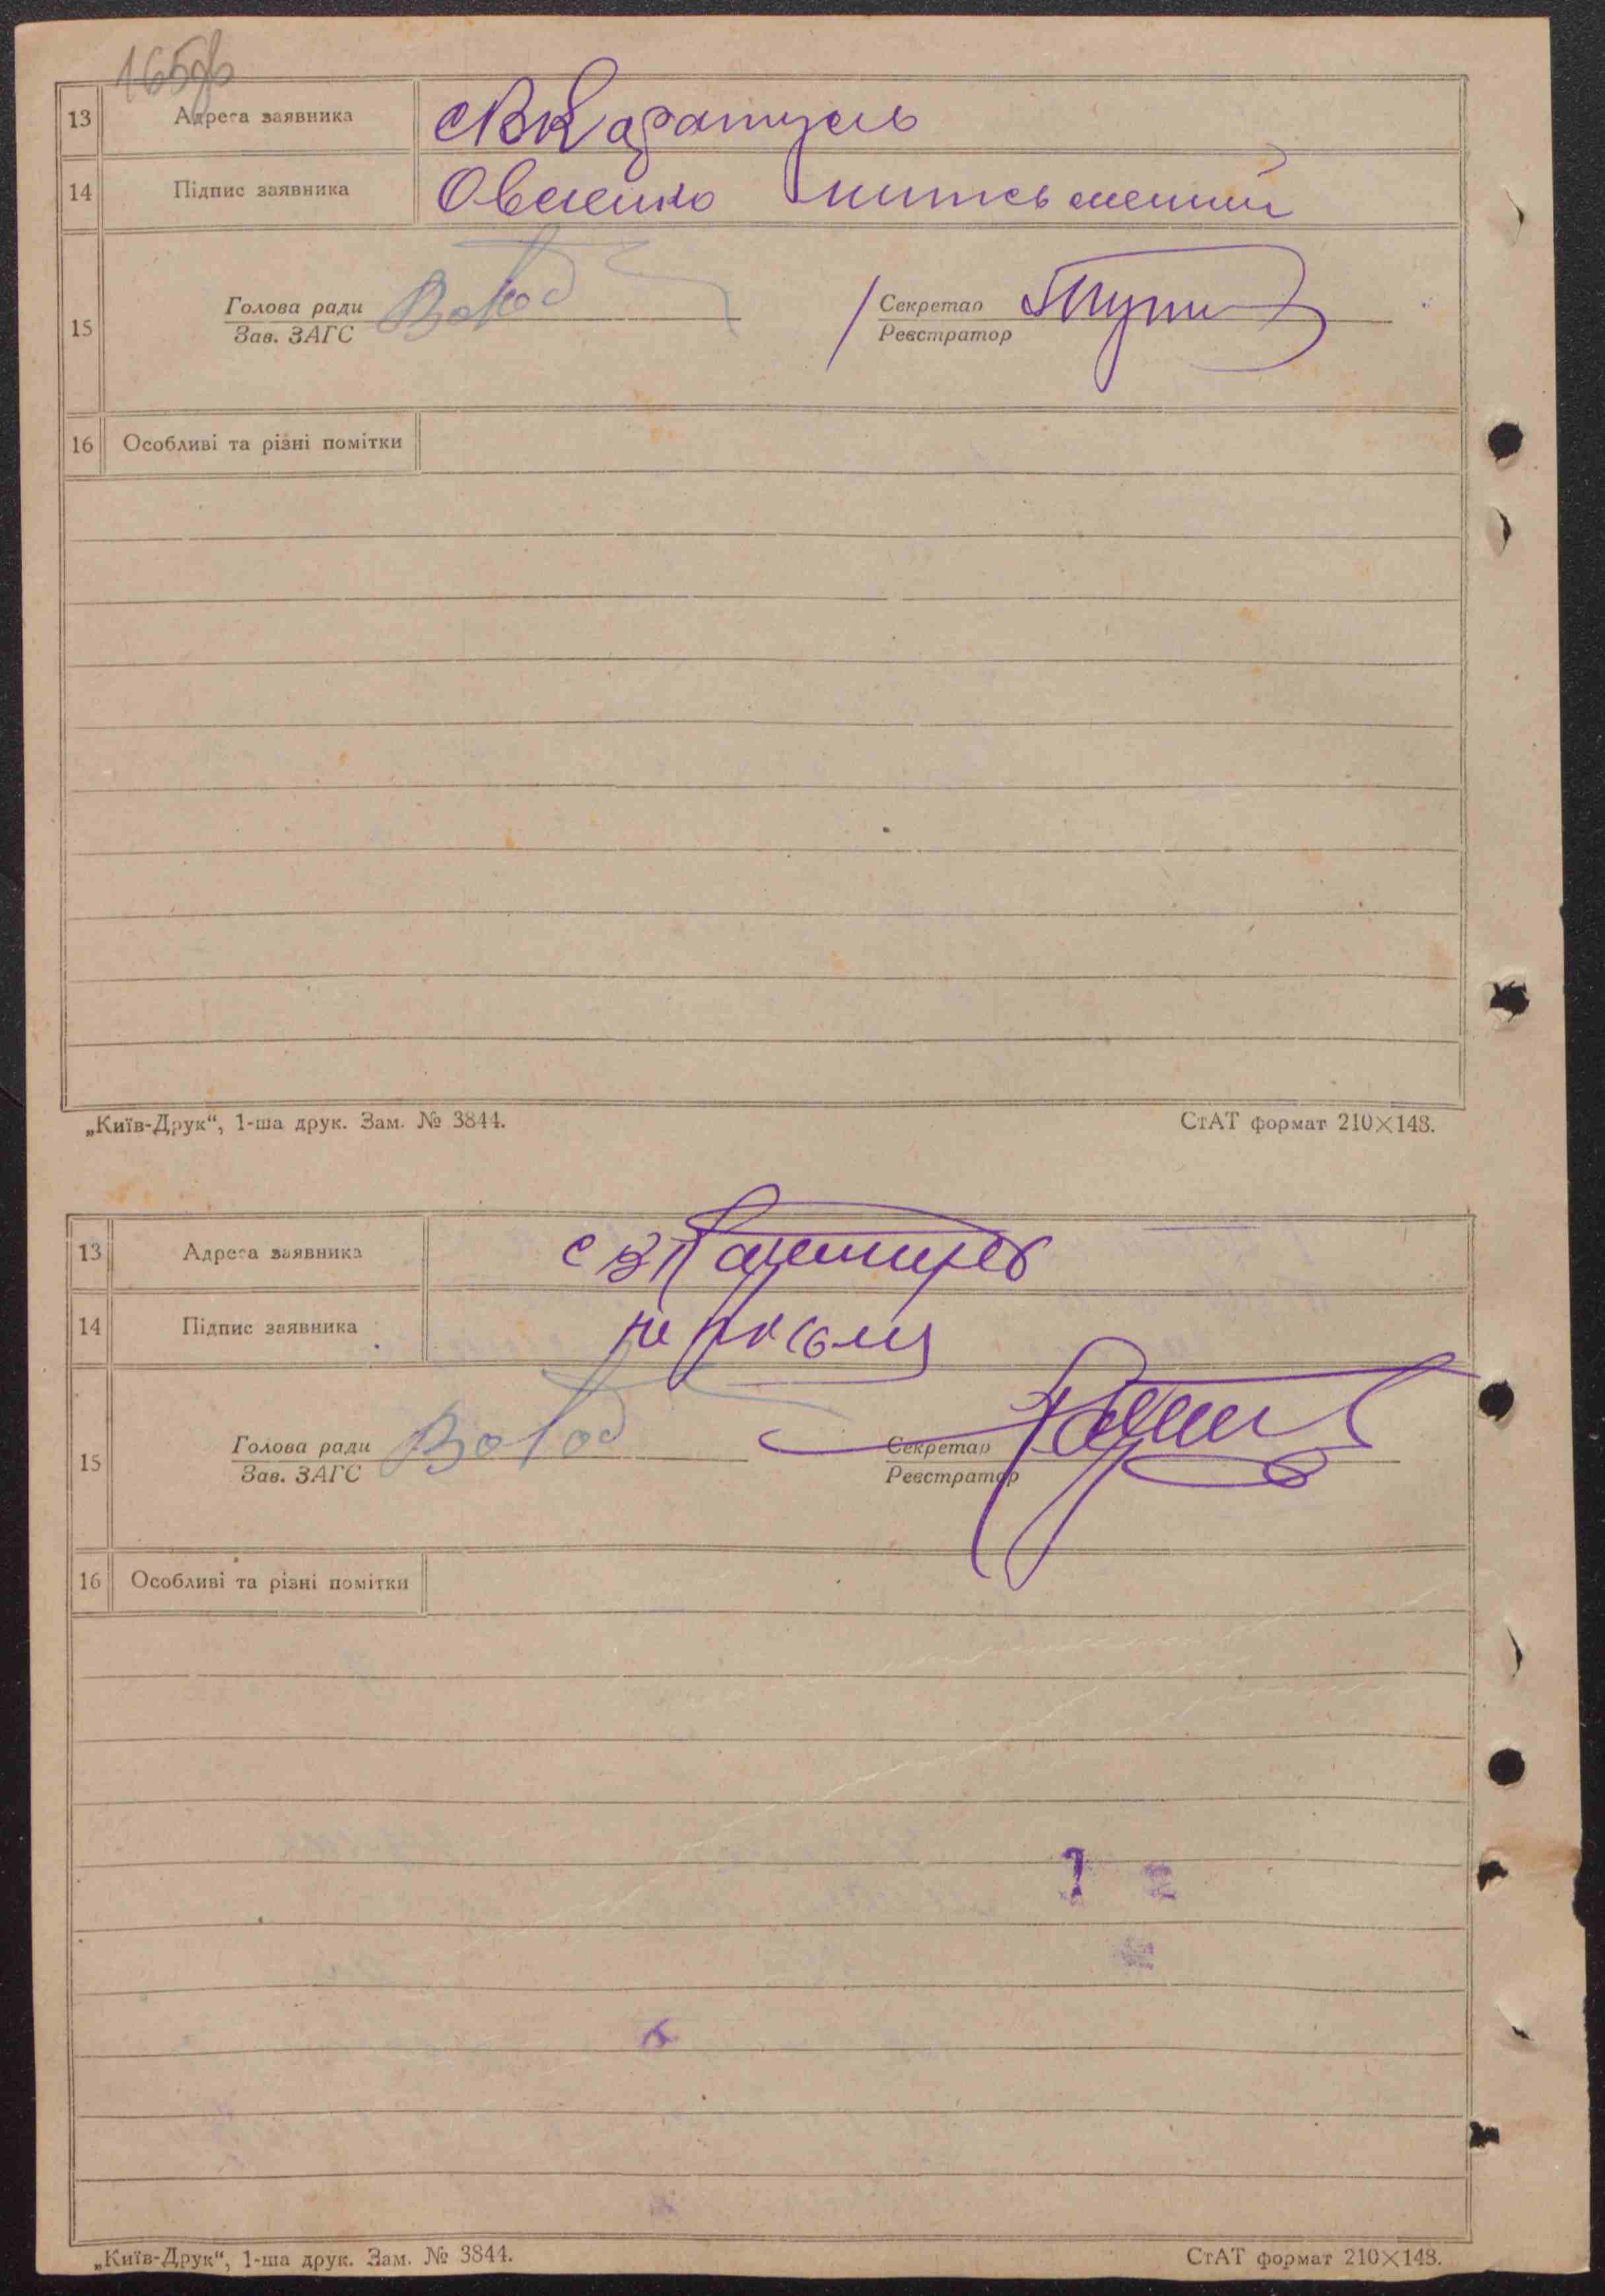 165зв
13 Адреса заявника с В Каратуль
14 Підпис заявника Овсієнко
15 Голова ради Секретар
Зав. ЗАГС Реєстратор
16 Особливі та різні помітки
„Київ-Друк“, 1-ша друк. Зам. № 3844. СтАТ формат 210×148.
13 Адреса заявника с В Каратуль
14 Підпис заявника
15 Голова ради Секретар
Зав. ЗАГС Реєстратор
16 Особливі та різні помітки
„Київ-Друк“, 1-ша друк. Зам. № 3844. СтАТ формат 210×148.